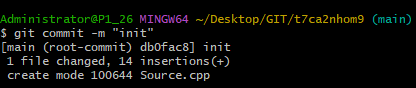 Administrator@P1_26 MINGW64 ~/Desktop/GIT/t7ca2nhom9 (main)
$ git commit -m "init"
[main (root-commit) db0fac8] init
 1 file changed, 14 insertions(+)
 create mode 100644 Source.cpp